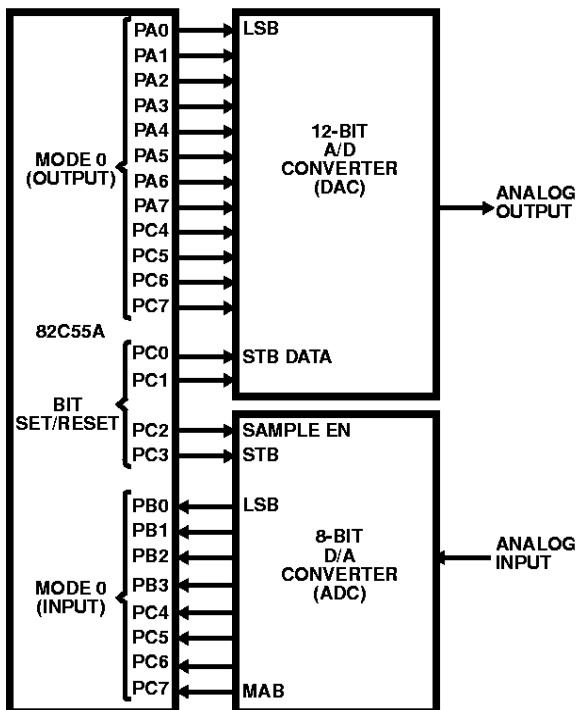 PA0
PA1
PA2
PA3
PA4
PA5
PA6
PA7
PC4
PC5
PC6
PC7
MODE 0
(OUTPUT)
LSB
12-BIT
A/D
CONVERTER
(DAC)
ANALOG
OUTPUT
82C55A
PC0
PC1
PC2
PC3
BIT
SET/RESET
STB DATA
SAMPLE EN
STB
PB0
PB1
PB2
PB3
PC4
PC5
PC6
PC7
MODE 0
(INPUT)
LSB
8-BIT
D/A
CONVERTER
(ADC)
MAB
ANALOG
INPUT